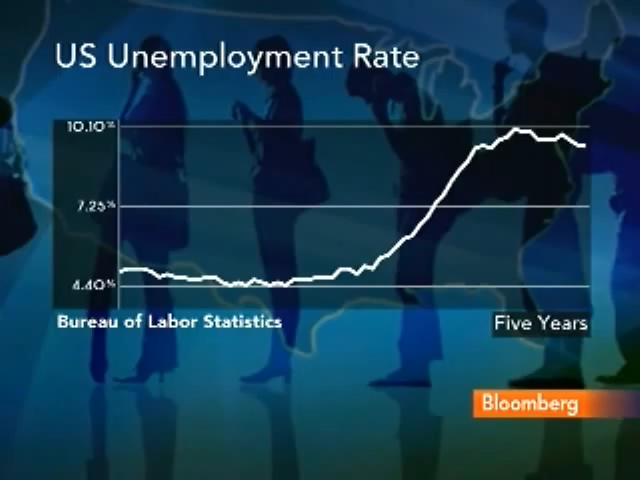 US Unemployment Rate
10.10%
7.25%
4.40%
Bureau of Labor Statistics
Five Years
Bloomberg